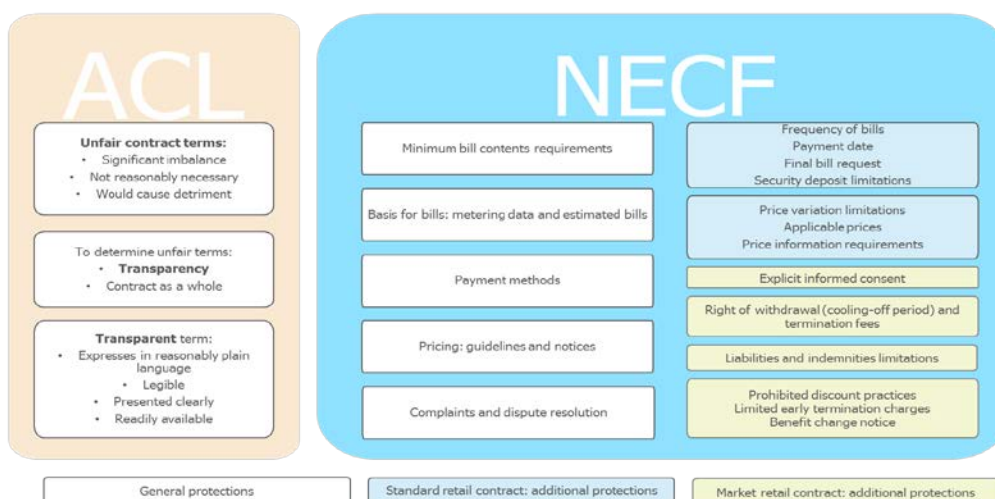 ACL
Unfair contract terms:
• Significant imbalance
• Not reasonably necessary
• Would cause detriment
To determine unfair terms:
• Transparency
• Contract as a whole
Transparent term:
• Expresses in reasonably plain
language
• Legible
• Presented clearly
• Readily available
NECF
Minimum bill contents requirements
Basis for bills: metering data and estimated bills
Payment methods
Pricing: guidelines and notices
Complaints and dispute resolution
Frequency of bills
Payment date
Final bill request
Security deposit limitations
Price variation limitations
Applicable prices
Price information requirements
Explicit informed consent
Right of withdrawal (cooling-off period) and
termination fees
Liabilities and indemnities limitations
Prohibited discount practices
Limited early termination charges
Benefit change notice
General protections
Standard retail contract: additional protections
Market retail contract: additional protections